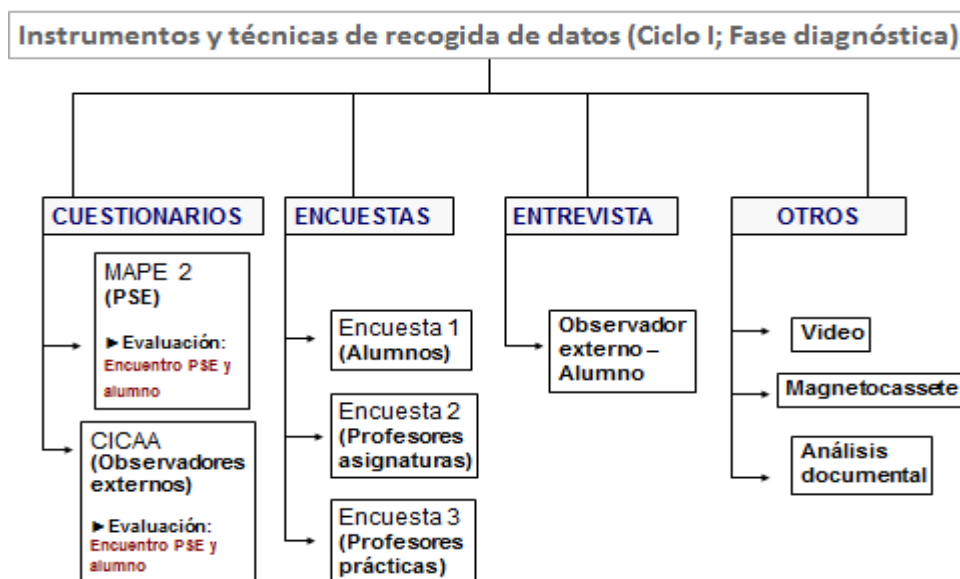 Instrumentos y técnicas de recogida de datos (Ciclo I; Fase diagnóstica)
CUESTIONARIOS
MAPE 2
(PSE)
►Evaluación:
Encuentro PSE y
alumno
CICAA
(Observadores
externos)
►Evaluación:
Encuentro PSE y
alumno
ENCUESTAS
Encuesta 1
(Alumnos)
Encuesta 2
(Profesores
asignaturas)
Encuesta 3
(Profesores
prácticas)
ENTREVISTA
Observador
externo –
Alumno
OTROS
Video
Magnetocassete
Análisis
documental